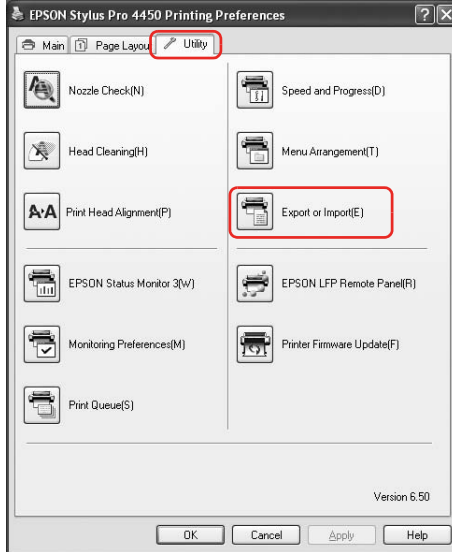 EPSON Stylus Pro 4450 Printing Preferences
Main
Page Layou
Utility
Nozzle Check(N)
Speed and Progress(D)
Head Cleaning(H)
Menu Arrangement(T)
A▸A Print Head Alignment(P)
Export or Import(E)
EPSON Status Monitor 3(W)
EPSON LFP Remote Panel(R)
Monitoring Preferences(M)
Printer Firmware Update(F)
Print Queue(S)
Version 6.50
OK
Cancel
Apply
Help